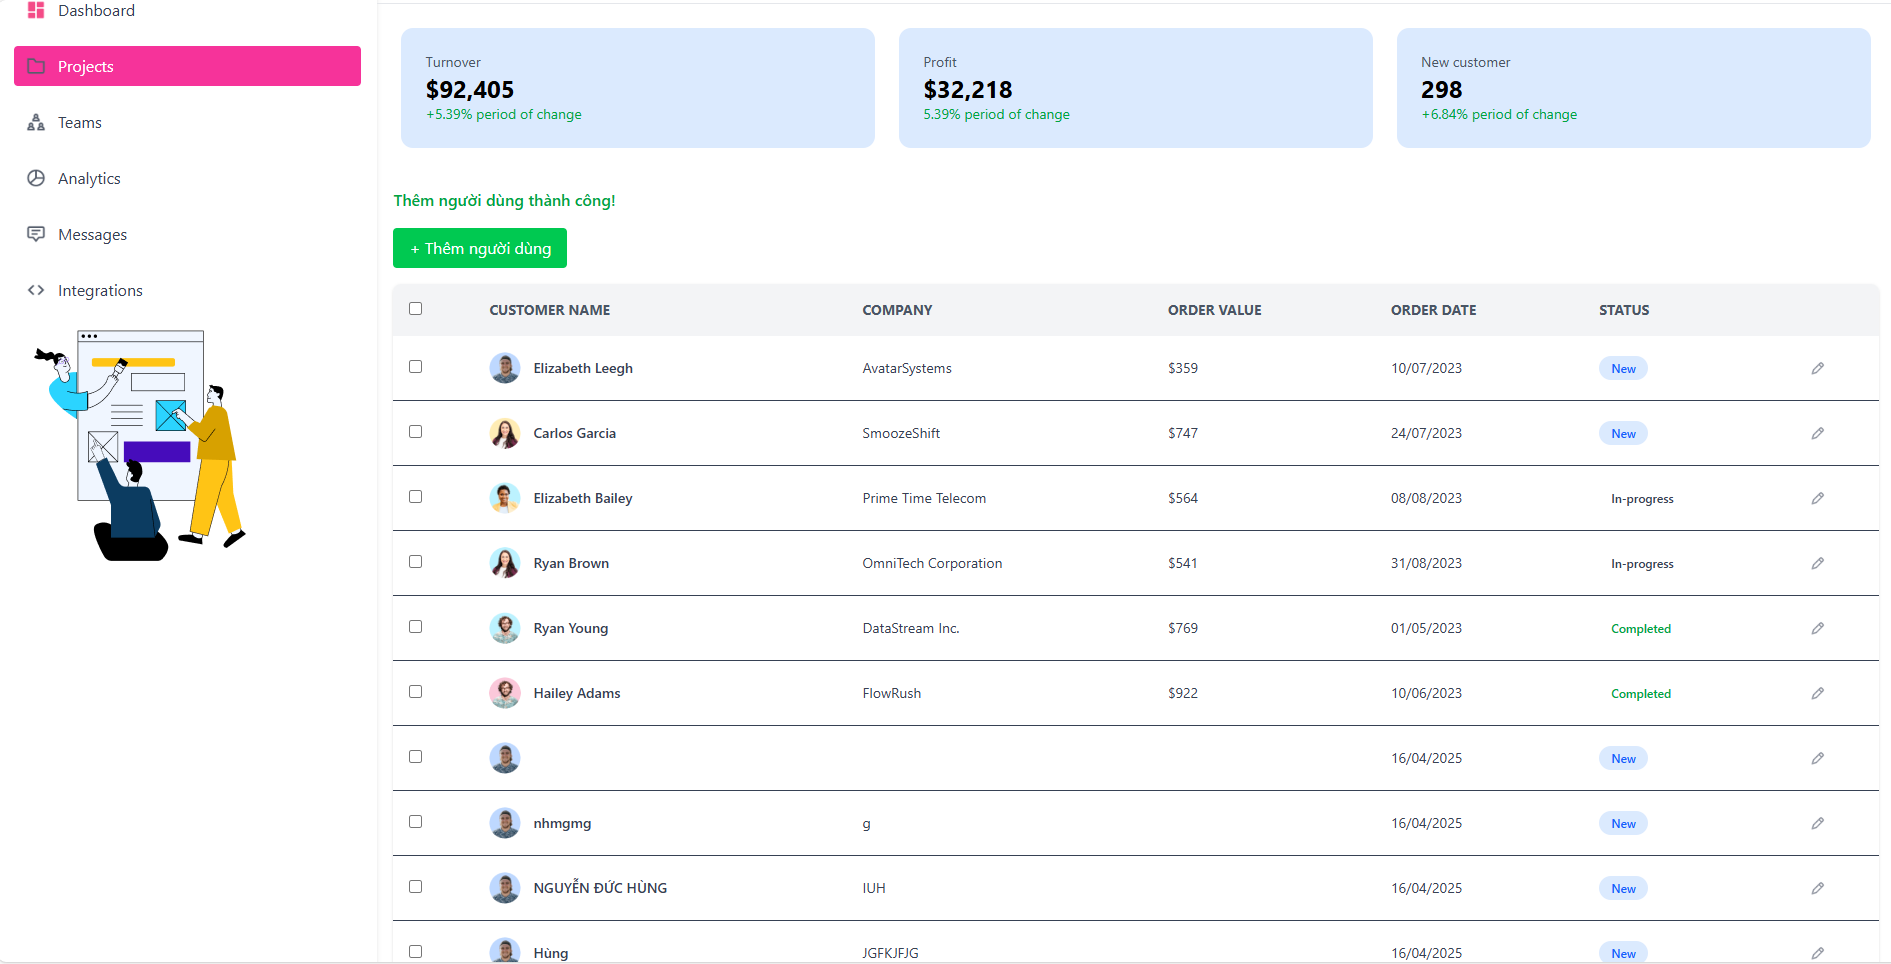 Dashboard
Projects
Teams
Analytics
Messages
Integrations
Turnover
$92,405
+5.39% period of change
Profit
$32,218
5.39% period of change
New customer
298
+6.84% period of change
Thêm người dùng thành công!
+ Thêm người dùng
CUSTOMER NAME COMPANY ORDER VALUE ORDER DATE STATUS
Elizabeth Leegh AvatarSystems $359 10/07/2023 New
Carlos Garcia SmoozeShift $747 24/07/2023 New
Elizabeth Bailey Prime Time Telecom $564 08/08/2023 In-progress
Ryan Brown OmniTech Corporation $541 31/08/2023 In-progress
Ryan Young DataStream Inc. $769 01/05/2023 Completed
Hailey Adams FlowRush $922 10/06/2023 Completed
16/04/2025 New
nhmgmg g 16/04/2025 New
NGUYỄN ĐỨC HÙNG IUH 16/04/2025 New
Hùng JGFKJFJG 16/04/2025 New